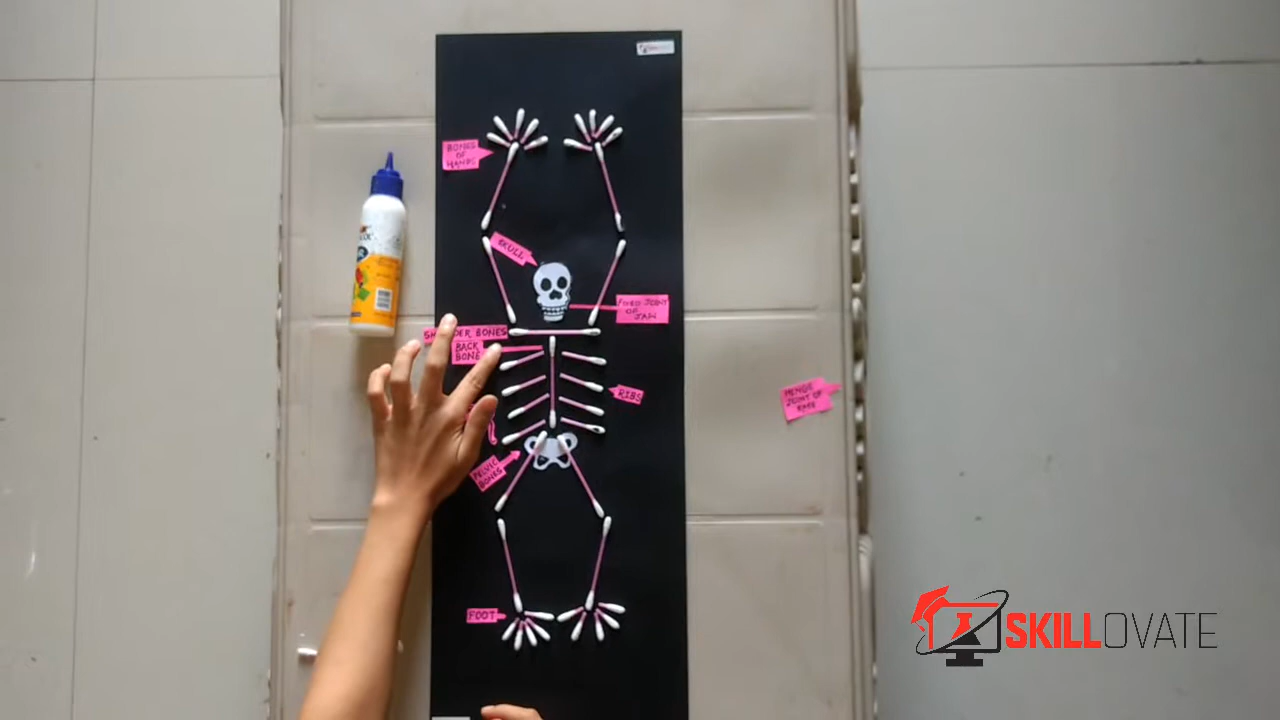 BONES
OF
HANDS
SKULL
FIXED JOINT
OF
JAW
SHOULDER BONES
BACK
BONE
RIBS
HINGE
JOINT OF
KNEE
PELVIC
BONES
FOOT
SKILLOVATE